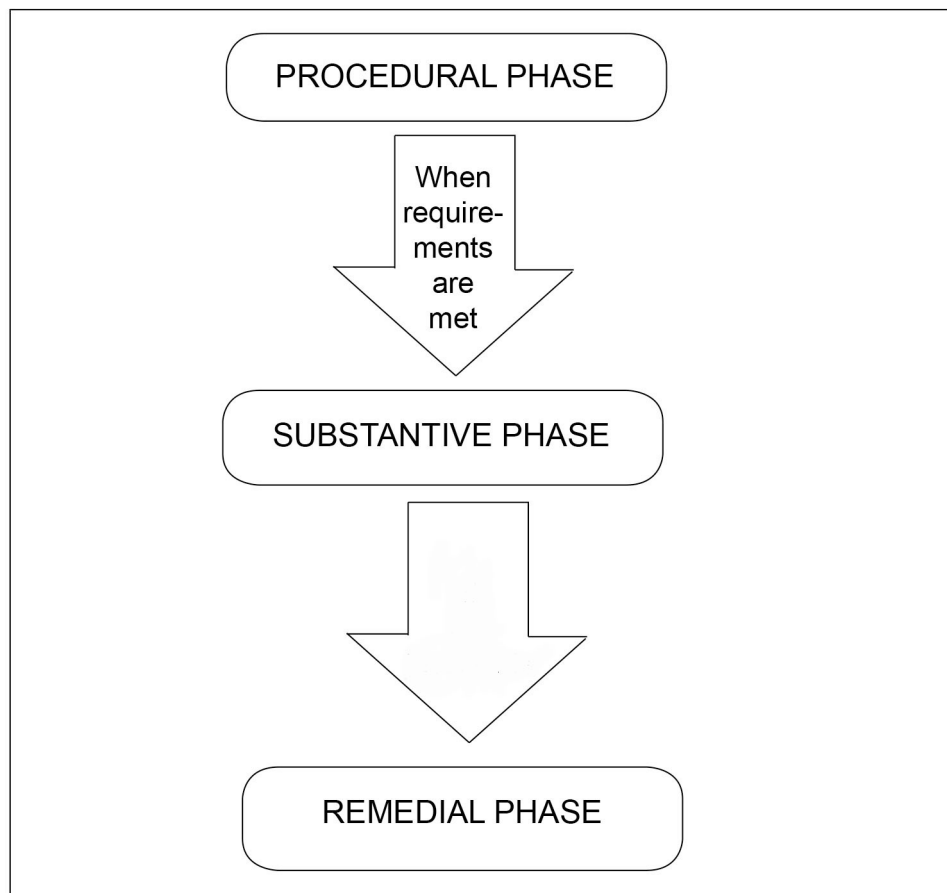 PROCEDURAL PHASE
When
require-
ments
are
met
SUBSTANTIVE PHASE
REMEDIAL PHASE